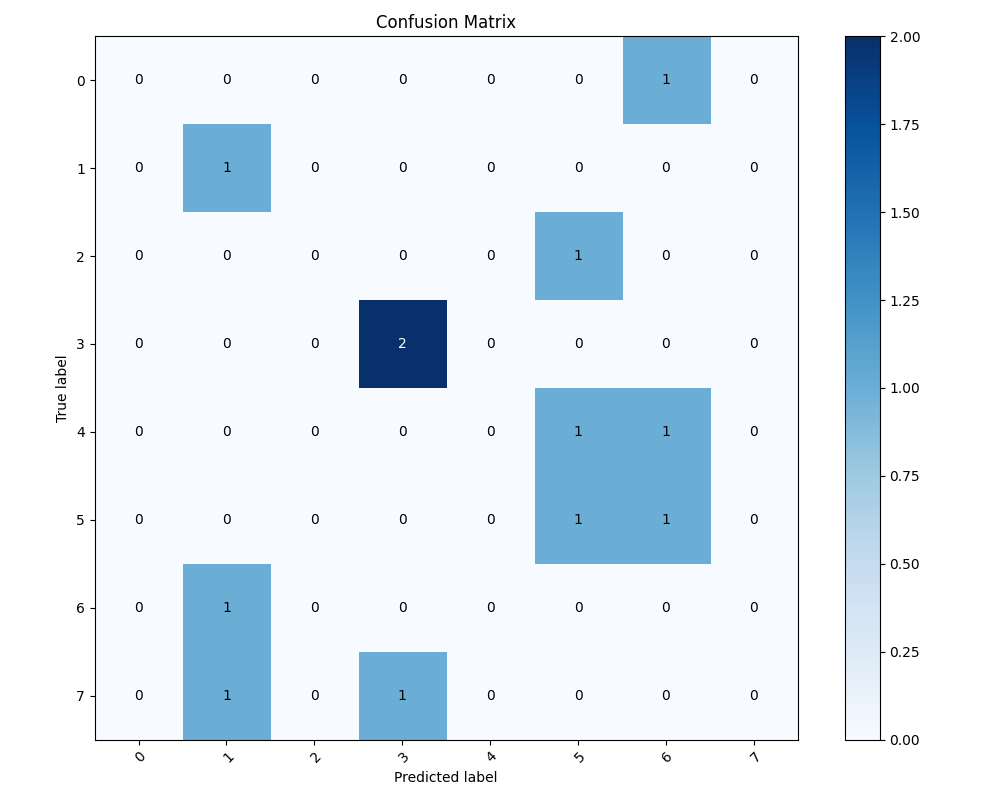 Confusion Matrix
0 0 0 0 0 0 0 1 0
1 0 1 0 0 0 0 0 0
2 0 0 0 0 0 1 0 0
3 0 0 0 2 0 0 0 0
4 0 0 0 0 0 1 1 0
5 0 0 0 0 0 1 1 0
6 0 1 0 0 0 0 0 0
7 0 1 0 1 0 0 0 0
0 1 2 3 4 5 6 7
Predicted label
True label
2.00
1.75
1.50
1.25
1.00
0.75
0.50
0.25
0.00